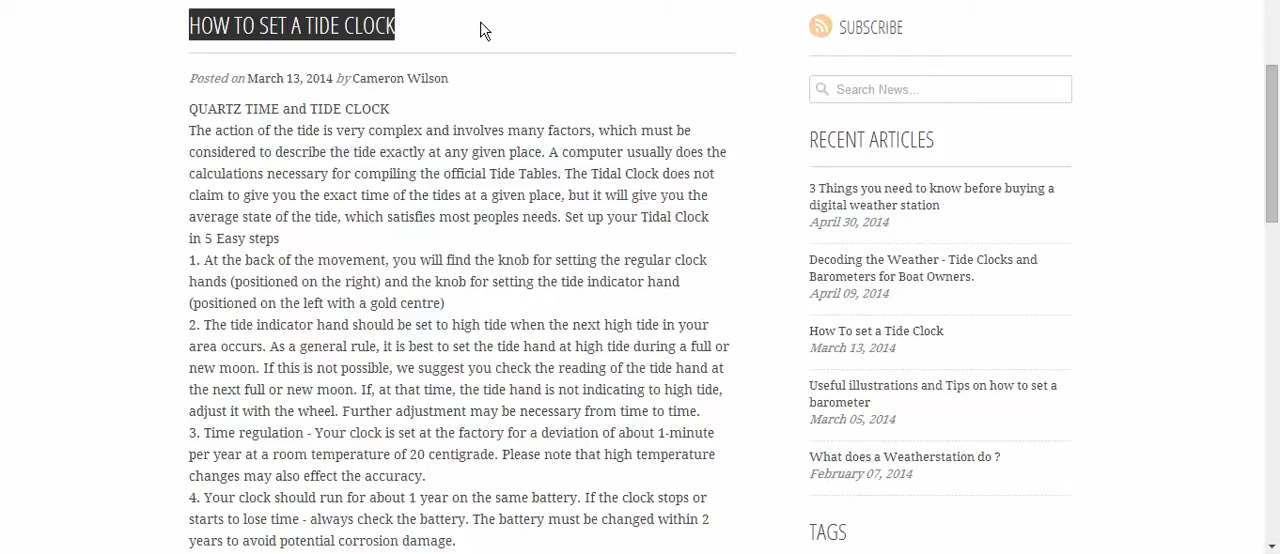 HOW TO SET A TIDE CLOCK
Posted on March 13, 2014 by Cameron Wilson
QUARTZ TIME and TIDE CLOCK
The action of the tide is very complex and involves many factors, which must be
considered to describe the tide exactly at any given place. A computer usually does the
calculations necessary for compiling the official Tide Tables. The Tidal Clock does not
claim to give you the exact time of the tides at a given place, but it will give you the
average state of the tide, which satisfies most peoples needs. Set up your Tidal Clock
in 5 Easy steps
1. At the back of the movement, you will find the knob for setting the regular clock
hands (positioned on the right) and the knob for setting the tide indicator hand
(positioned on the left with a gold centre)
2. The tide indicator hand should be set to high tide when the next high tide in your
area occurs. As a general rule, it is best to set the tide hand at high tide during a full or
new moon. If this is not possible, we suggest you check the reading of the tide hand at
the next full or new moon. If, at that time, the tide hand is not indicating to high tide,
adjust it with the wheel. Further adjustment may be necessary from time to time.
3. Time regulation - Your clock is set at the factory for a deviation of about 1-minute
per year at a room temperature of 20 centigrade. Please note that high temperature
changes may also effect the accuracy.
4. Your clock should run for about 1 year on the same battery. If the clock stops or
starts to lose time - always check the battery. The battery must be changed within 2
years to avoid potential corrosion damage.
SUBSCRIBE
Search News...
RECENT ARTICLES
3 Things you need to know before buying a
digital weather station
April 30, 2014
Decoding the Weather - Tide Clocks and
Barometers for Boat Owners.
April 09, 2014
How To set a Tide Clock
March 13, 2014
Useful illustrations and Tips on how to set a
barometer
March 05, 2014
What does a Weatherstation do ?
February 07, 2014
TAGS